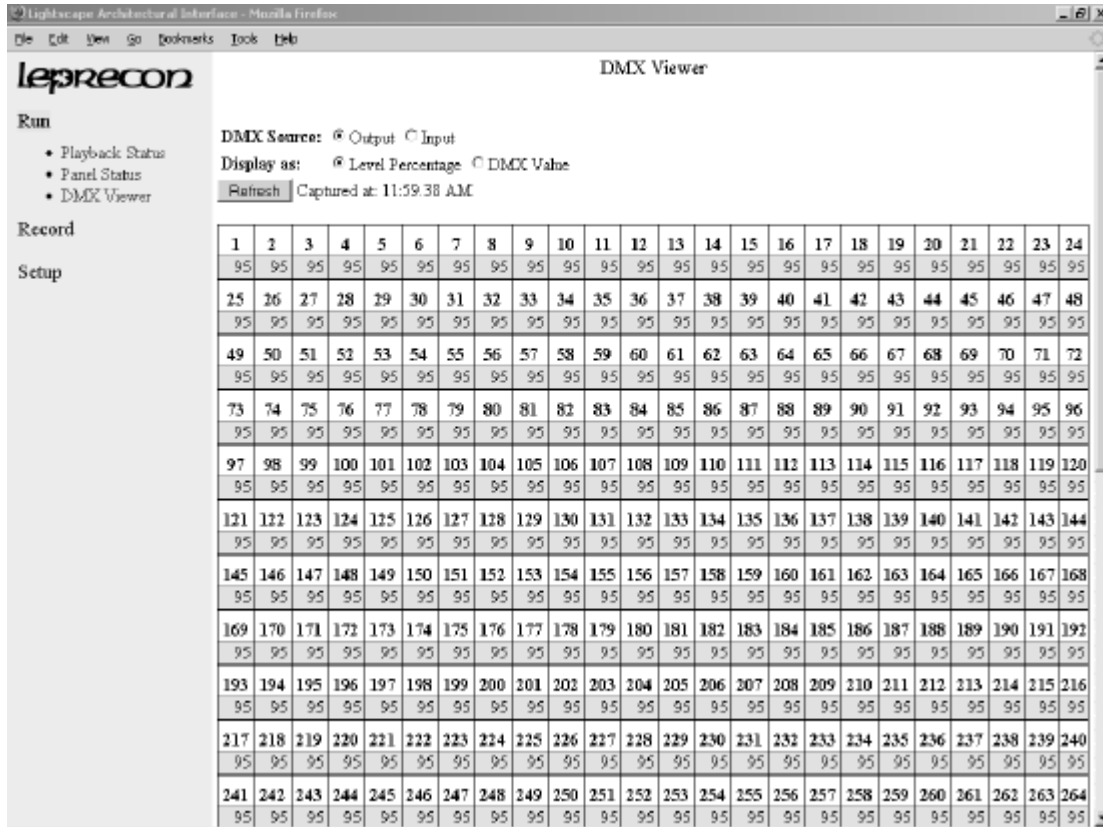 Lightscape Architectural Interface - Mozilla Firefox
File Edit View Go Bookmarks Tools Help
leprecon
DMX Viewer
Run
• Playback Status
• Panel Status
• DMX Viewer
Record
Setup
DMX Source: Output Input
Display as: Level Percentage DMX Value
Refresh Captured at: 11:59:38 AM
1 2 3 4 5 6 7 8 9 10 11 12 13 14 15 16 17 18 19 20 21 22 23 24
95 95 95 95 95 95 95 95 95 95 95 95 95 95 95 95 95 95 95 95 95 95 95 95
25 26 27 28 29 30 31 32 33 34 35 36 37 38 39 40 41 42 43 44 45 46 47 48
95 95 95 95 95 95 95 95 95 95 95 95 95 95 95 95 95 95 95 95 95 95 95 95
49 50 51 52 53 54 55 56 57 58 59 60 61 62 63 64 65 66 67 68 69 70 71 72
95 95 95 95 95 95 95 95 95 95 95 95 95 95 95 95 95 95 95 95 95 95 95 95
73 74 75 76 77 78 79 80 81 82 83 84 85 86 87 88 89 90 91 92 93 94 95 96
95 95 95 95 95 95 95 95 95 95 95 95 95 95 95 95 95 95 95 95 95 95 95 95
97 98 99 100 101 102 103 104 105 106 107 108 109 110 111 112 113 114 115 116 117 118 119 120
95 95 95 95 95 95 95 95 95 95 95 95 95 95 95 95 95 95 95 95 95 95 95 95
121 122 123 124 125 126 127 128 129 130 131 132 133 134 135 136 137 138 139 140 141 142 143 144
95 95 95 95 95 95 95 95 95 95 95 95 95 95 95 95 95 95 95 95 95 95 95 95
145 146 147 148 149 150 151 152 153 154 155 156 157 158 159 160 161 162 163 164 165 166 167 168
95 95 95 95 95 95 95 95 95 95 95 95 95 95 95 95 95 95 95 95 95 95 95 95
169 170 171 172 173 174 175 176 177 178 179 180 181 182 183 184 185 186 187 188 189 190 191 192
95 95 95 95 95 95 95 95 95 95 95 95 95 95 95 95 95 95 95 95 95 95 95 95
193 194 195 196 197 198 199 200 201 202 203 204 205 206 207 208 209 210 211 212 213 214 215 216
95 95 95 95 95 95 95 95 95 95 95 95 95 95 95 95 95 95 95 95 95 95 95 95
217 218 219 220 221 222 223 224 225 226 227 228 229 230 231 232 233 234 235 236 237 238 239 240
95 95 95 95 95 95 95 95 95 95 95 95 95 95 95 95 95 95 95 95 95 95 95 95
241 242 243 244 245 246 247 248 249 250 251 252 253 254 255 256 257 258 259 260 261 262 263 264
95 95 95 95 95 95 95 95 95 95 95 95 95 95 95 95 95 95 95 95 95 95 95 95